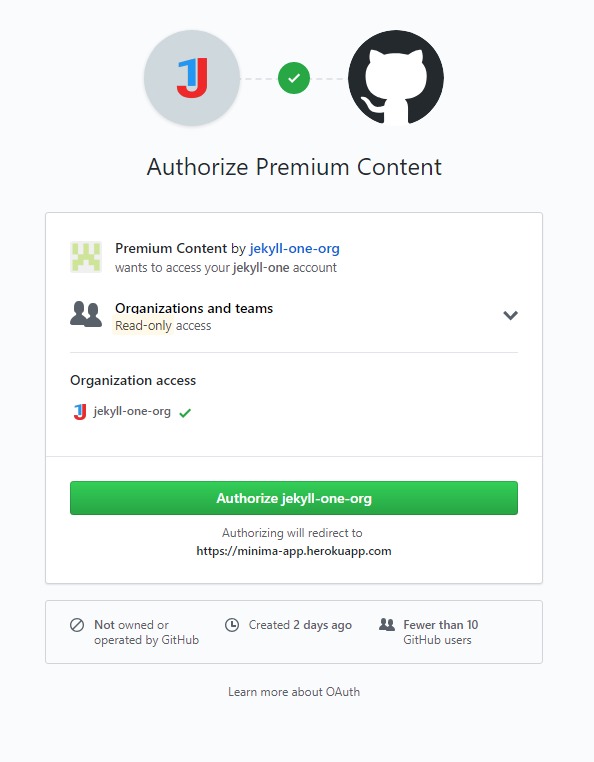 Authorize Premium Content
Premium Content by jekyll-one-org
wants to access your jekyll-one account
Organizations and teams
Read-only access
Organization access
jekyll-one-org
Authorize jekyll-one-org
Authorizing will redirect to
https://minima-app.herokuapp.com
Not owned or
operated by GitHub
Created 2 days ago
Fewer than 10
GitHub users
Learn more about OAuth